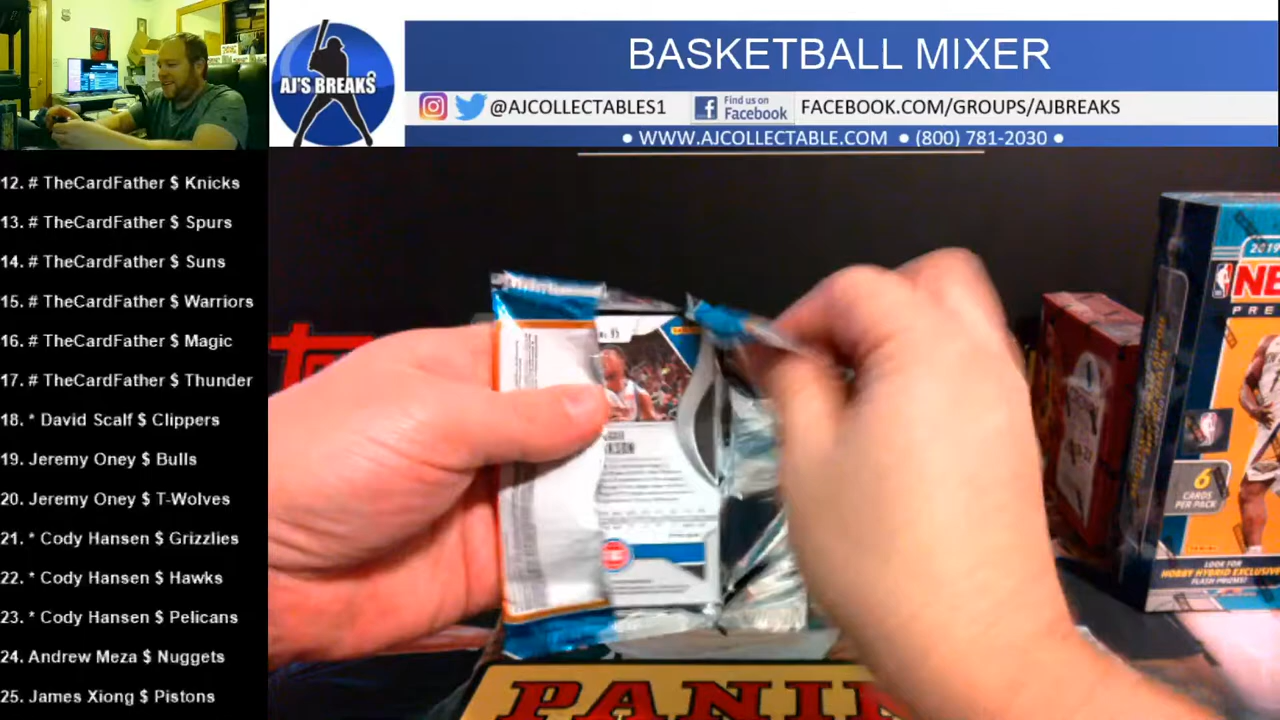 BASKETBALL MIXER
AJ'S BREAKS
@AJCOLLECTABLES1
Find us on
Facebook
FACEBOOK.COM/GROUPS/AJBREAKS
● WWW.AJCOLLECTABLE.COM ● (800) 781-2030 ●
12. # TheCardFather $ Knicks
13. # TheCardFather $ Spurs
14. # TheCardFather $ Suns
15. # TheCardFather $ Warriors
16. # TheCardFather $ Magic
17. # TheCardFather $ Thunder
18. * David Scalf $ Clippers
19. Jeremy Oney $ Bulls
20. Jeremy Oney $ T-Wolves
21. * Cody Hansen $ Grizzlies
22. * Cody Hansen $ Hawks
23. * Cody Hansen $ Pelicans
24. Andrew Meza $ Nuggets
25. James Xiong $ Pistons
2019
6
CARDS
PER PACK
LOOK FOR
HOBBY HYBRID EXCLUSIVE
FLASH PRIZMS!